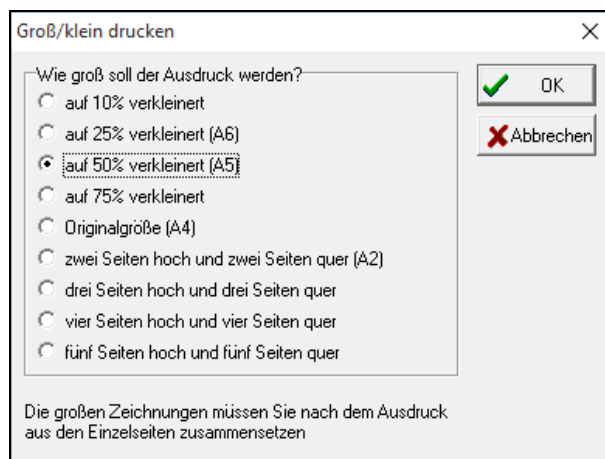 Groß/klein drucken
Wie groß soll der Ausdruck werden?
auf 10% verkleinert
auf 25% verkleinert (A6)
auf 50% verkleinert (A5)
auf 75% verkleinert
Originalgröße (A4)
zwei Seiten hoch und zwei Seiten quer (A2)
drei Seiten hoch und drei Seiten quer
vier Seiten hoch und vier Seiten quer
fünf Seiten hoch und fünf Seiten quer
OK
Abbrechen
Die großen Zeichnungen müssen Sie nach dem Ausdruck
aus den Einzelseiten zusammensetzen